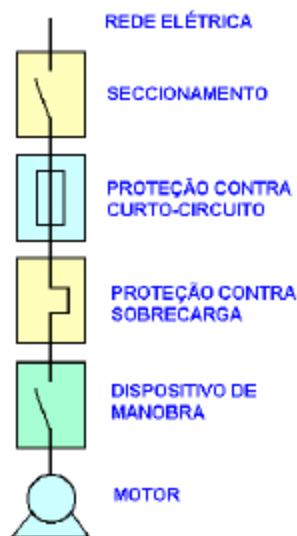 REDE ELÉTRICA
SECCIONAMENTO
PROTEÇÃO CONTRA
CURTO-CIRCUITO
PROTEÇÃO CONTRA
SOBRECARGA
DISPOSITIVO DE
MANOBRA
MOTOR